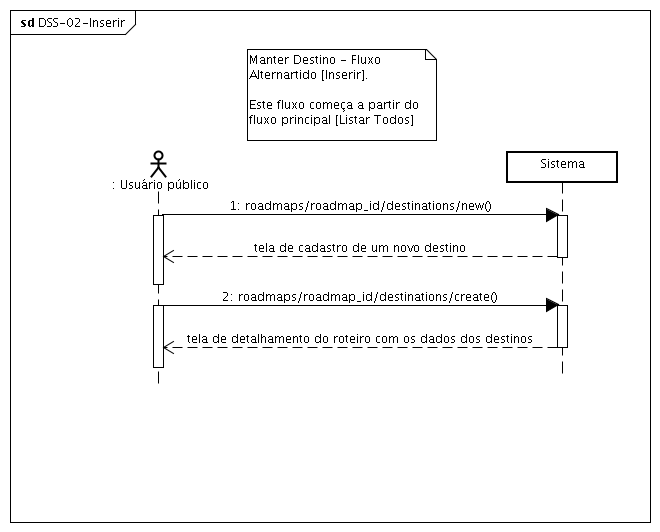 sd DSS-02-Inserir
Manter Destino - Fluxo
Alternartido [Inserir].
Este fluxo começa a partir do
fluxo principal [Listar Todos]
: Usuário público
Sistema
1: roadmaps/roadmap_id/destinations/new()
tela de cadastro de um novo destino
2: roadmaps/roadmap_id/destinations/create()
tela de detalhamento do roteiro com os dados dos destinos